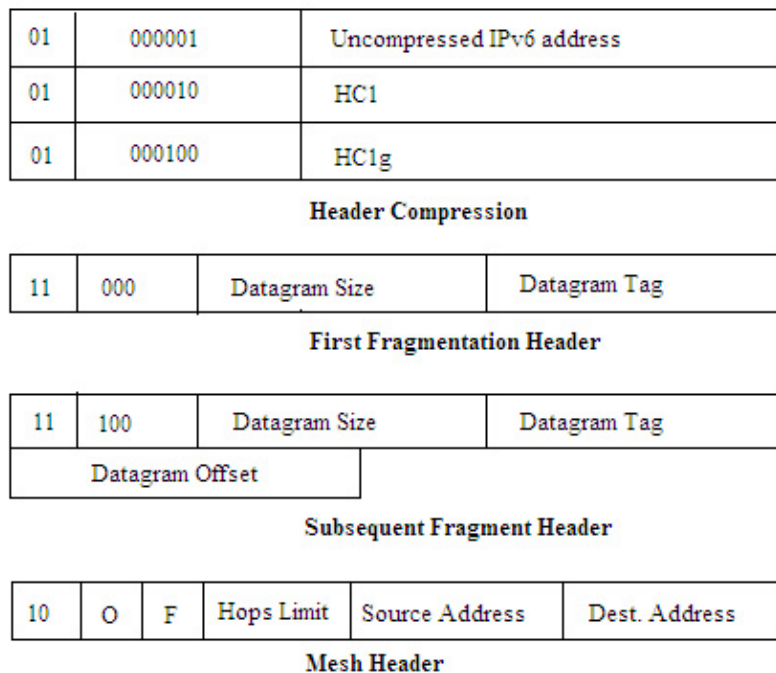 01 000001 Uncompressed IPv6 address
01 000010 HC1
01 000100 HC1g
Header Compression
11 000 Datagram Size Datagram Tag
First Fragmentation Header
11 100 Datagram Size Datagram Tag
Datagram Offset
Subsequent Fragment Header
10 O F Hops Limit Source Address Dest. Address
Mesh Header